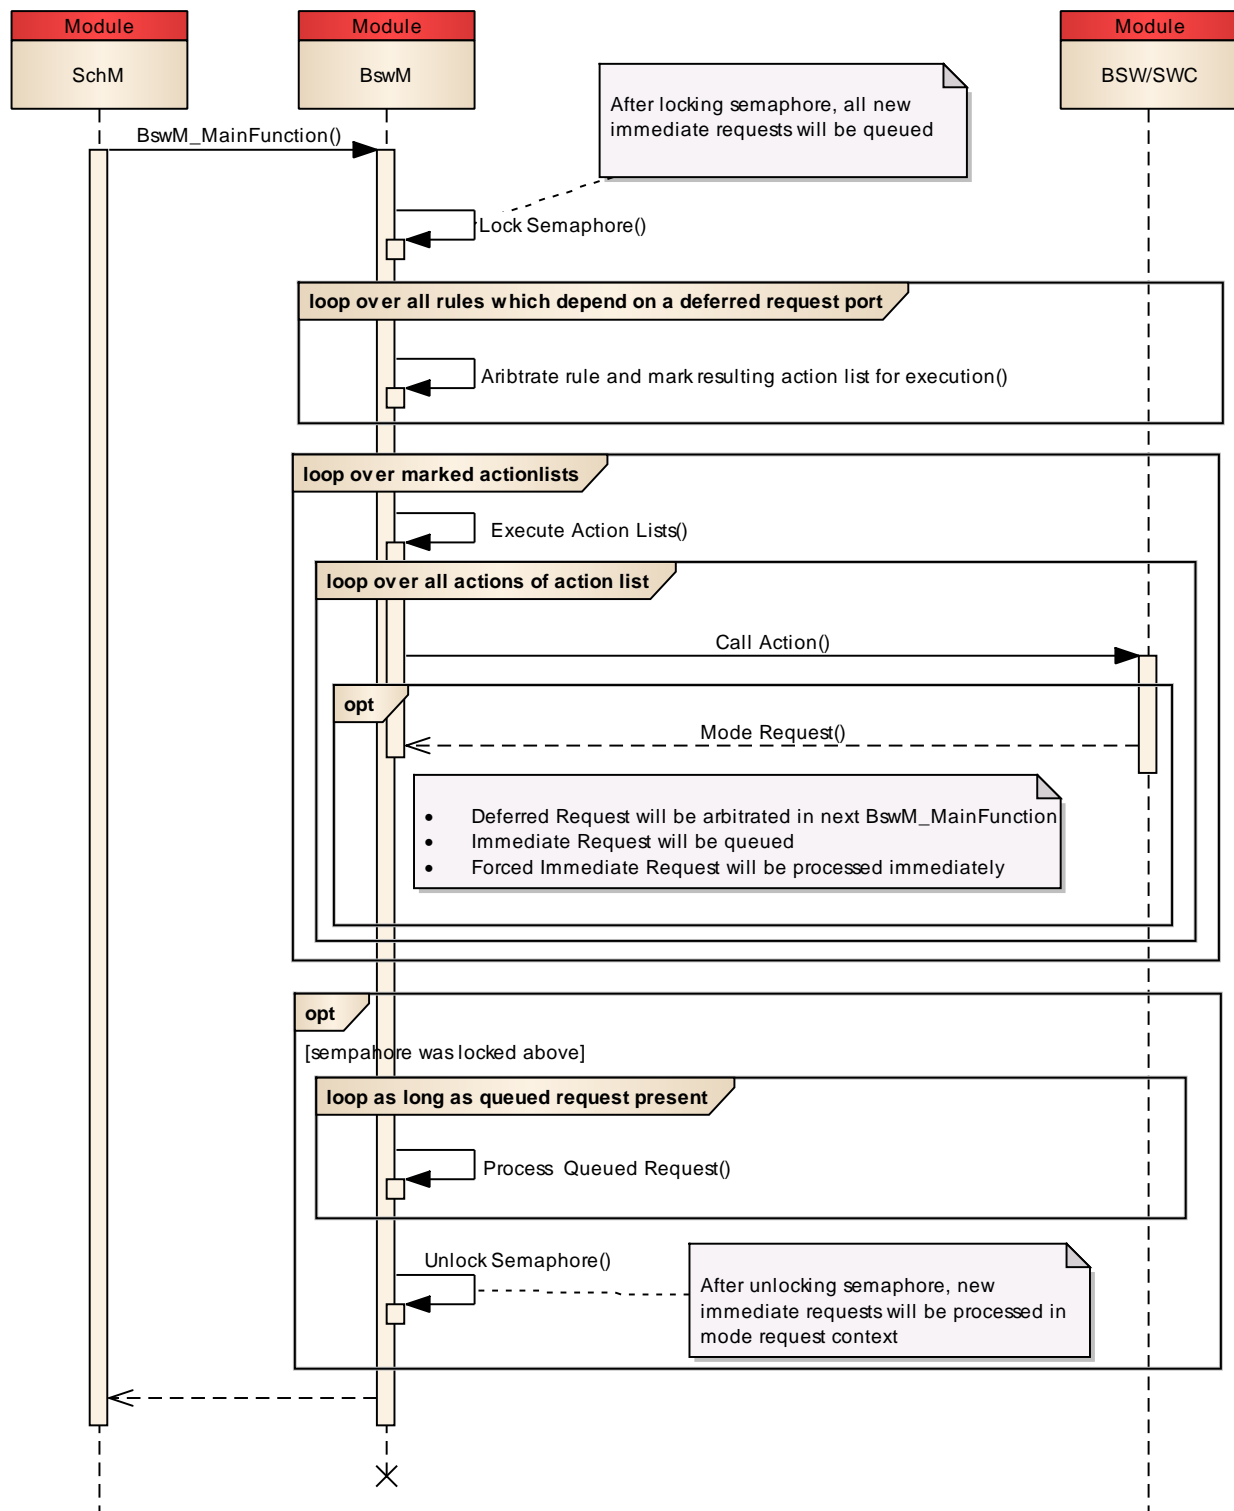 Module
SchM
Module
BswM
Module
BSW/SWC
After locking semaphore, all new
immediate requests will be queued
BswM_MainFunction()
Lock Semaphore()
loop over all rules which depend on a deferred request port
Aribtrate rule and mark resulting action list for execution()
loop over marked actionlists
Execute Action Lists()
loop over all actions of action list
Call Action()
opt
Mode Request()
• Deferred Request will be arbitrated in next BswM_MainFunction
• Immediate Request will be queued
• Forced Immediate Request will be processed immediately
opt
[sempahore was locked above]
loop as long as queued request present
Process Queued Request()
Unlock Semaphore()
After unlocking semaphore, new
immediate requests will be processed in
mode request context